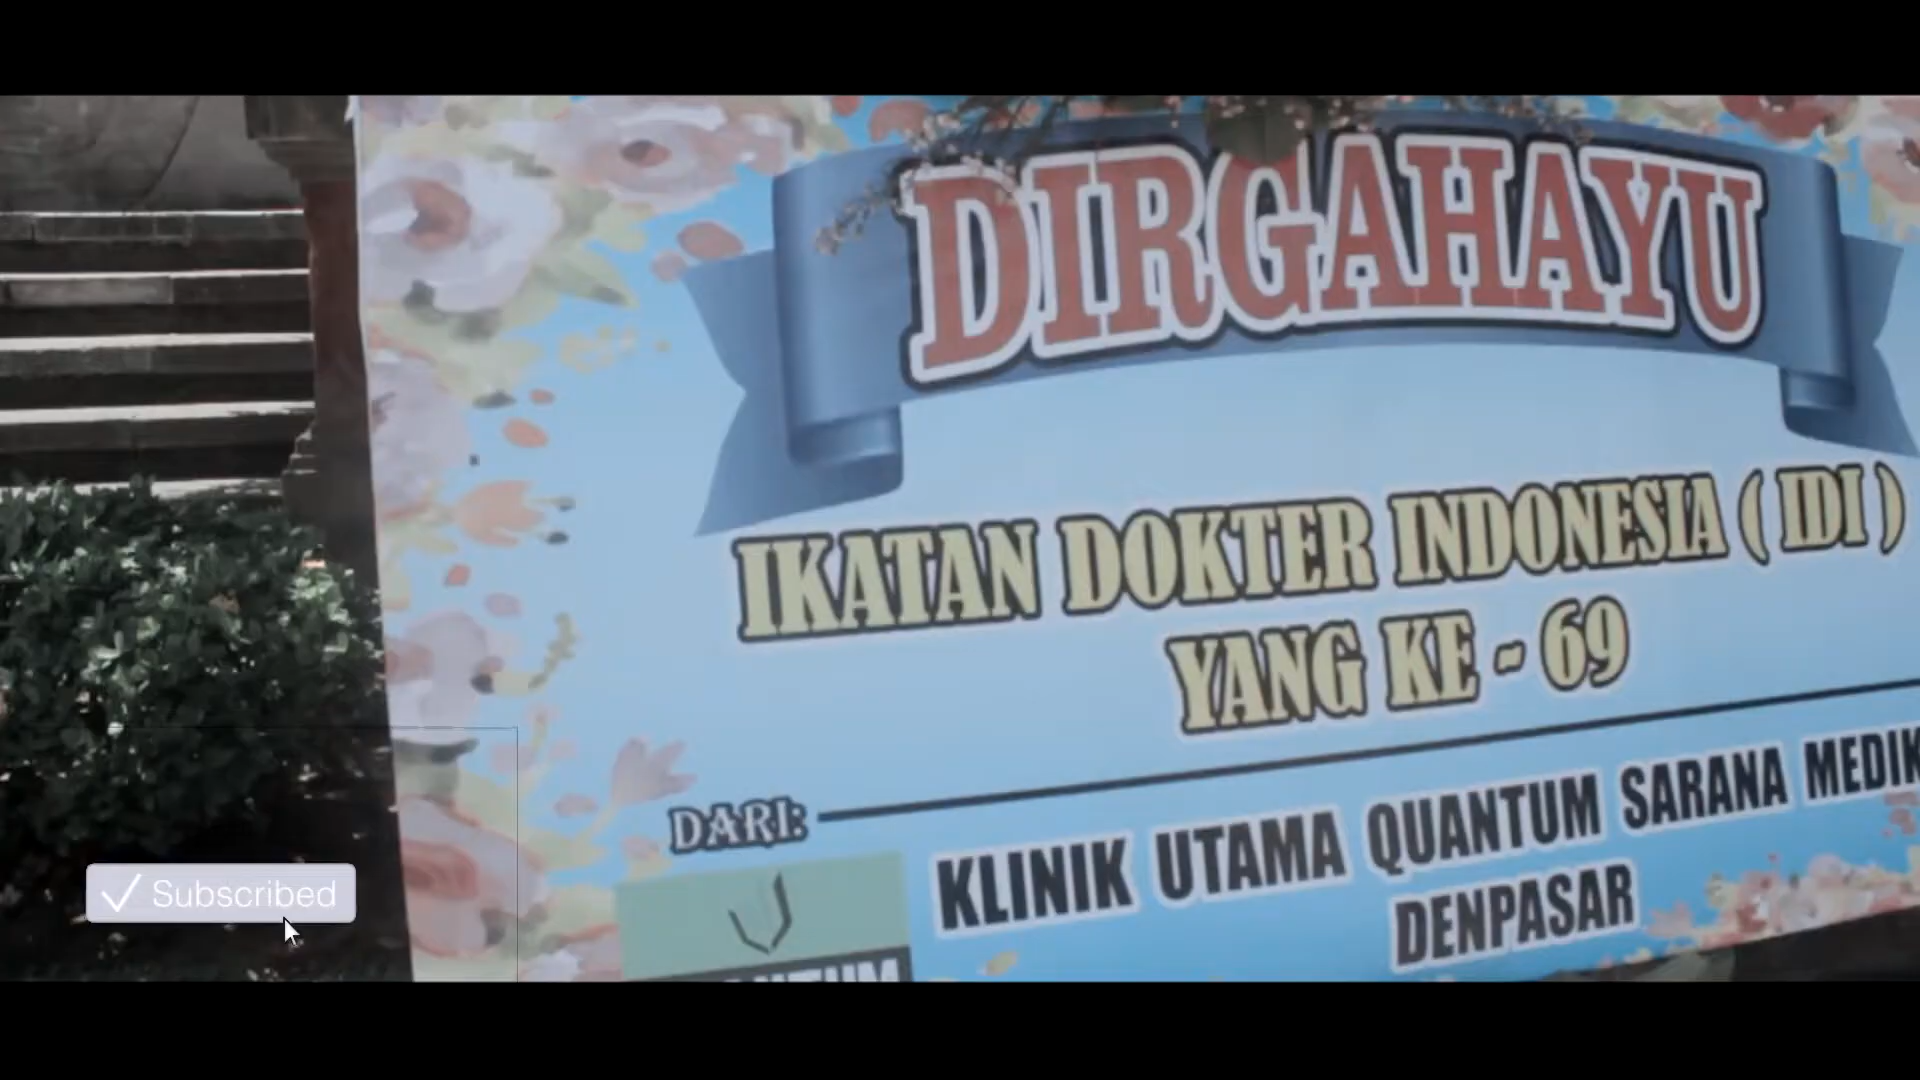 DIRGAHAYU
IKATAN DOKTER INDONESIA ( IDI )
YANG KE - 69
DARI:
KLINIK UTAMA QUANTUM SARANA MEDIK
DENPASAR
Subscribed